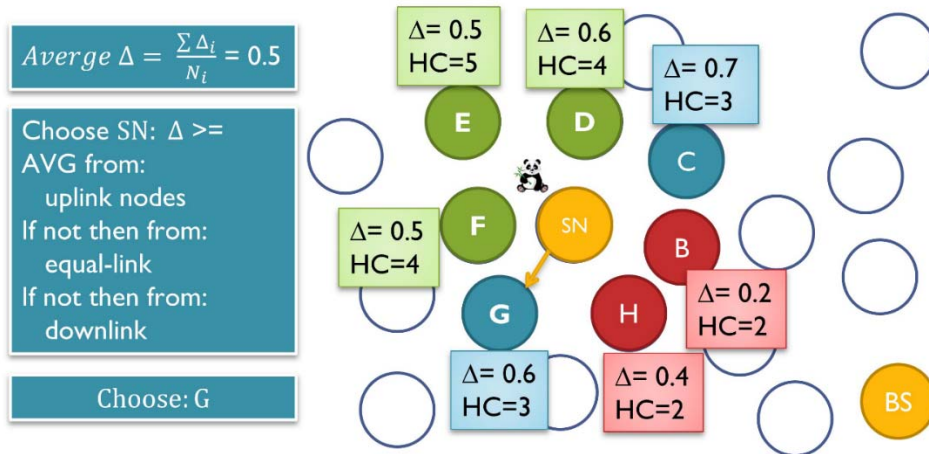 Averge Δ = ∑ Δi / Ni = 0.5
Choose SN: Δ >=
AVG from:
uplink nodes
If not then from:
equal-link
If not then from:
downlink
Choose: G
Δ= 0.5
HC=5
Δ= 0.6
HC=4
Δ= 0.7
HC=3
E
D
C
Δ= 0.5
HC=4
F
SN
B
Δ= 0.2
HC=2
G
H
Δ= 0.6
HC=3
Δ= 0.4
HC=2
BS